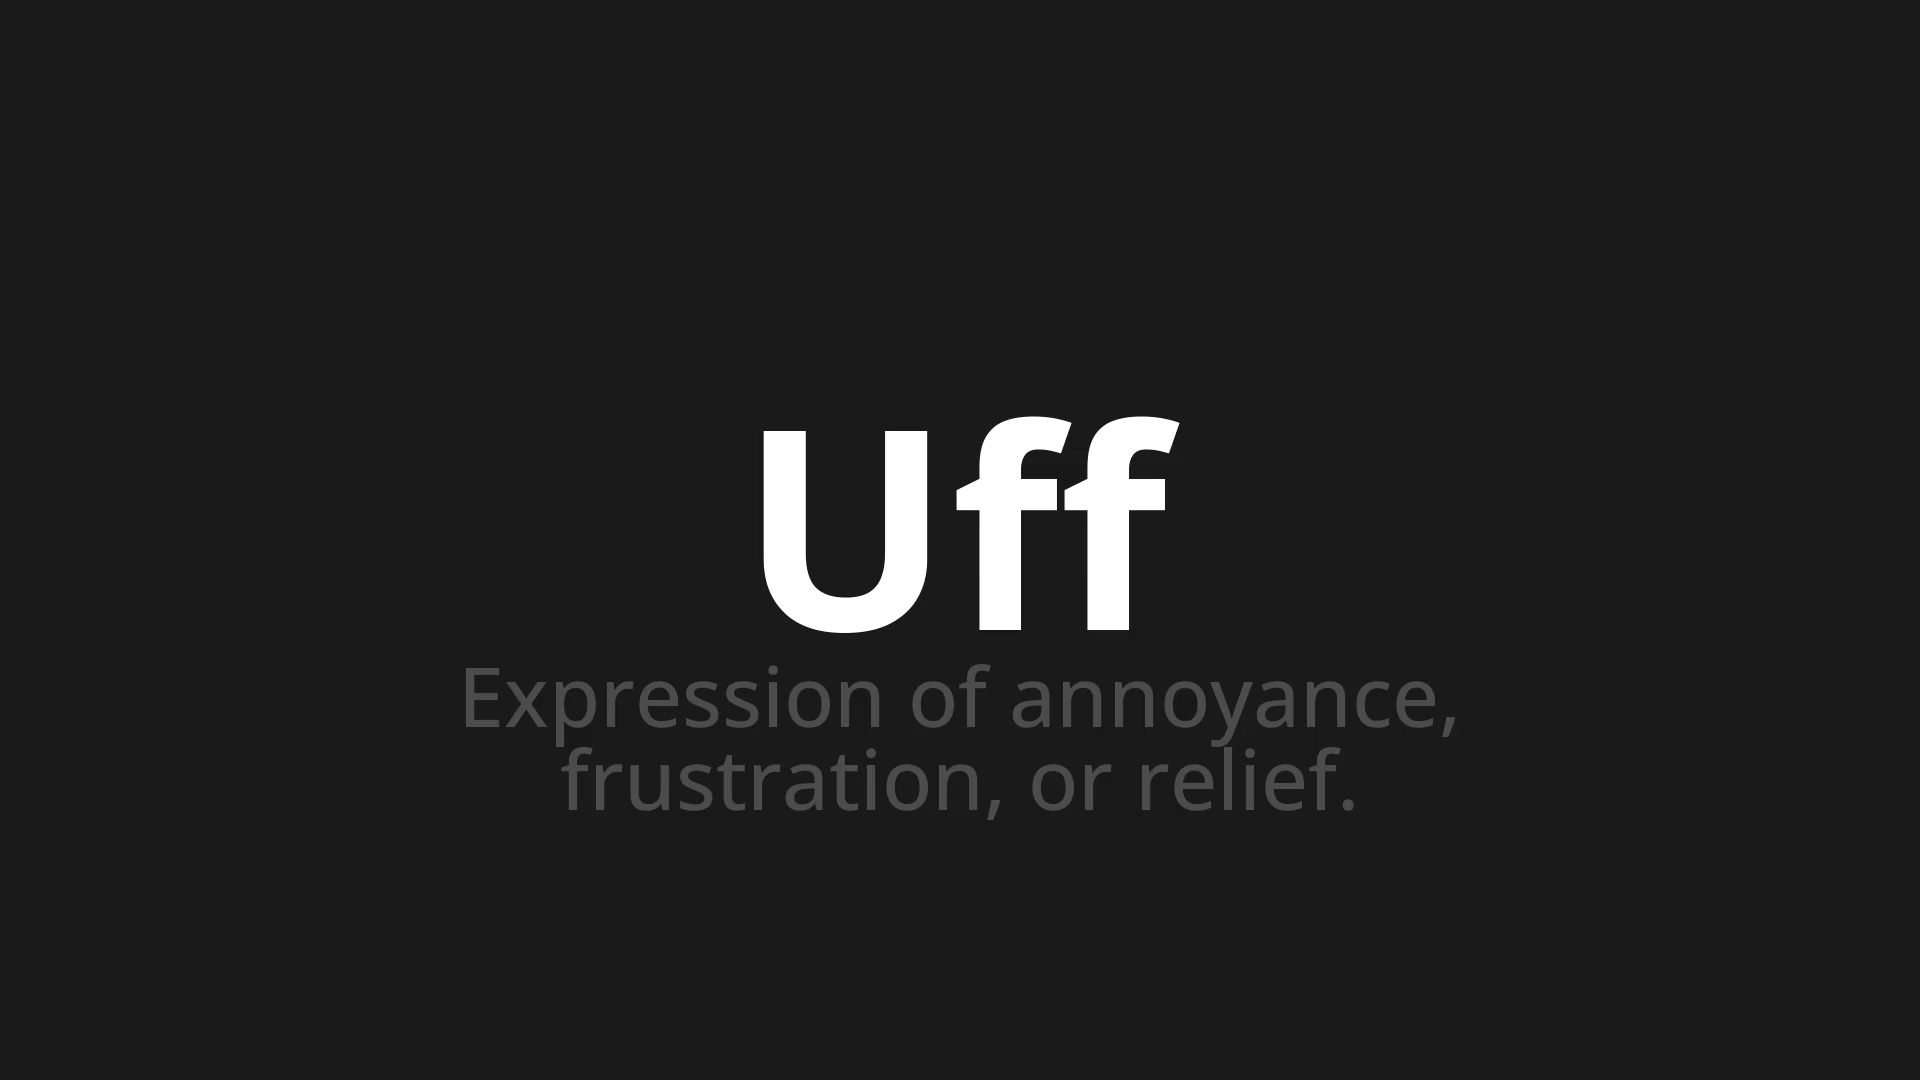 Uff
Expression of annoyance,
frustration, or relief.